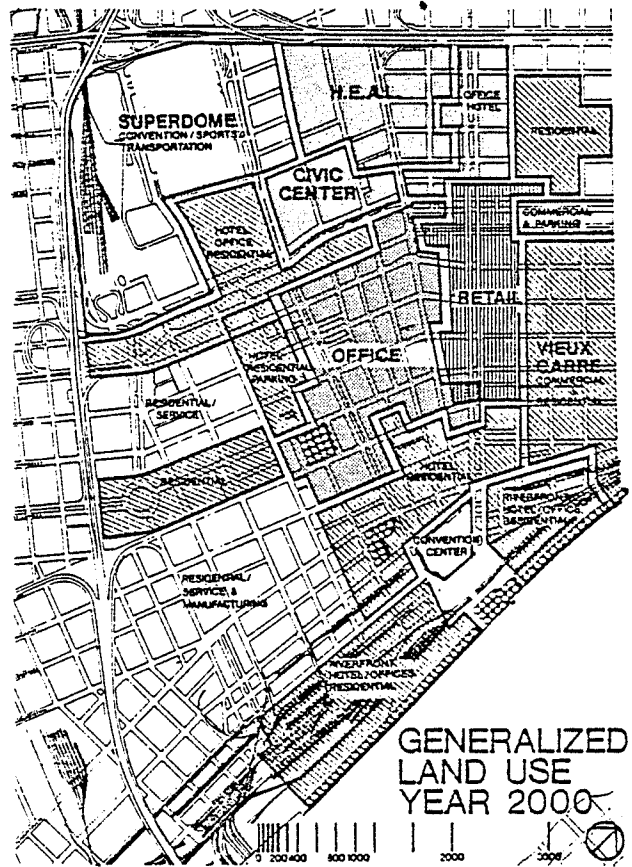 H.E.A.L.
OFFICE
HOTEL
SUPERDOME
CONVENTION / SPORTS /
TRANSPORTATION
RESIDENTIAL
CIVIC
CENTER
COMMERCIAL
& PARKING
HOTEL
OFFICE
RESIDENTIAL
RETAIL
HOTEL
RESIDENTIAL
PARKING
OFFICE
VIEUX
CARRE
COMMERCIAL
RESIDENTIAL
RESIDENTIAL /
SERVICE
RESIDENTIAL
HOTEL
RESIDENTIAL
RIVERFRONT
HOTEL / OFFICE
RESIDENTIAL
CONVENTION
CENTER
RESIDENTIAL /
SERVICE &
MANUFACTURING
RIVERFRONT
HOTEL / OFFICES
RESIDENTIAL
GENERALIZED
LAND USE
YEAR 2000
0 200 400 800 1000 2000 3000